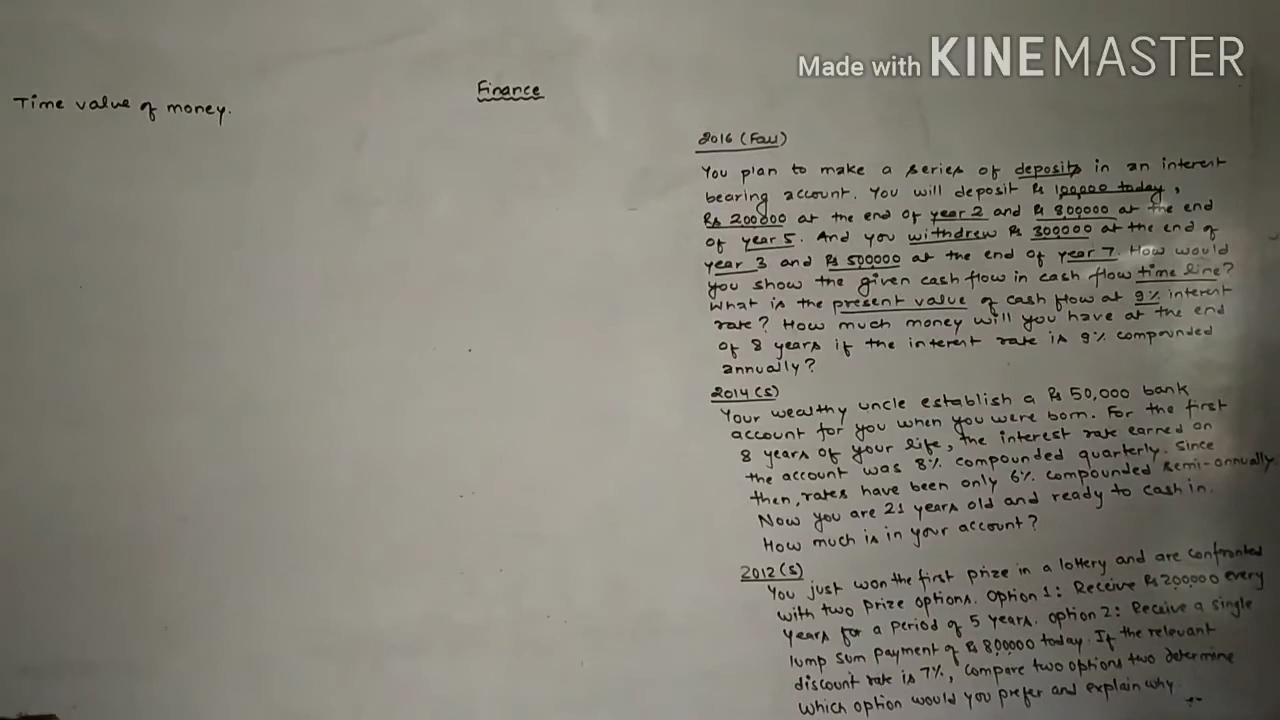 Made with KINEMASTER
Finance
Time value of money.
2016 (Fall)
You plan to make a series of deposits in an interest
bearing account. You will deposit Rs 100000 today,
Rs 200000 at the end of year 2 and Rs 800000 at the end
of year 5. And you withdrew Rs 300000 at the end of
year 3 and Rs 500000 at the end of year 7. How would
you show the given cash flow in cash flow time line?
What is the present value of cash flow at 9% interest
rate? How much money will you have at the end
of 8 years if the interest rate is 9% compounded
annually?
2014 (S)
Your wealthy uncle establish a Rs 50,000 bank
account for you when you were born. For the first
8 years of your life, the interest rate earned on
the account was 8% compounded quarterly. Since
then, rates have been only 6% compounded semi-annually.
Now you are 21 years old and ready to cash in.
How much is in your account?
2012 (S)
You just won the first prize in a lottery and are confronted
with two prize options. Option 1: Receive Rs 200000 every
years for a period of 5 years. Option 2: Receive a single
lump sum payment of Rs 800000 today. If the relevant
discount rate is 7%, compare two options two determine
which option would you prefer and explain why.